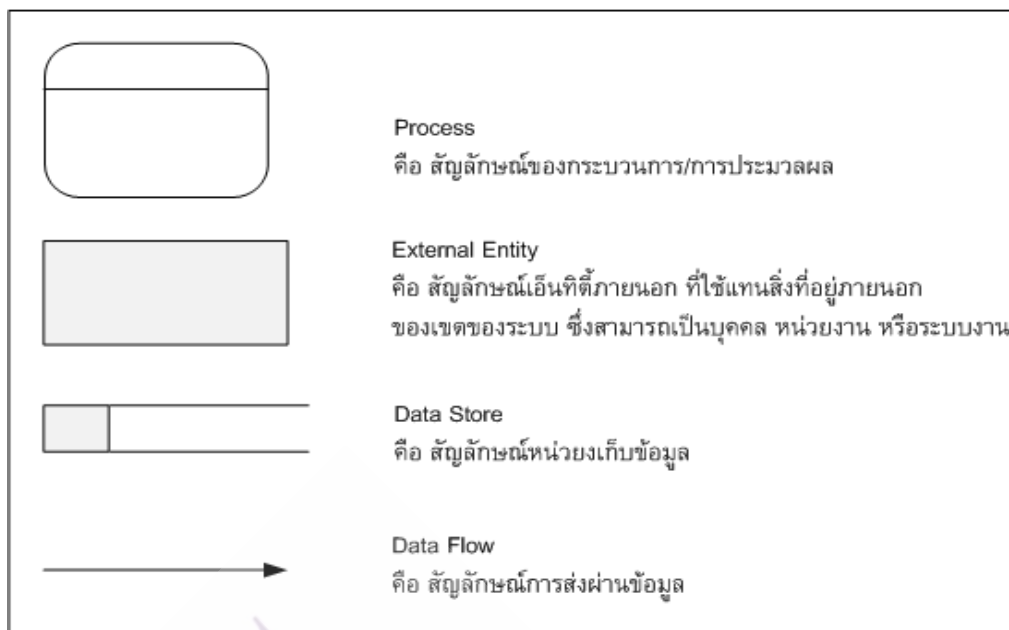 Process
คือ สัญลักษณ์ของกระบวนการ/การประมวลผล
External Entity
คือ สัญลักษณ์เอ็นทิตี้ภายนอก ที่ใช้แทนสิ่งที่อยู่ภายนอก
ของเขตของระบบ ซึ่งสามารถเป็นบุคคล หน่วยงาน หรือระบบงาน
Data Store
คือ สัญลักษณ์หน่วยงเก็บข้อมูล
Data Flow
คือ สัญลักษณ์การส่งผ่านข้อมูล